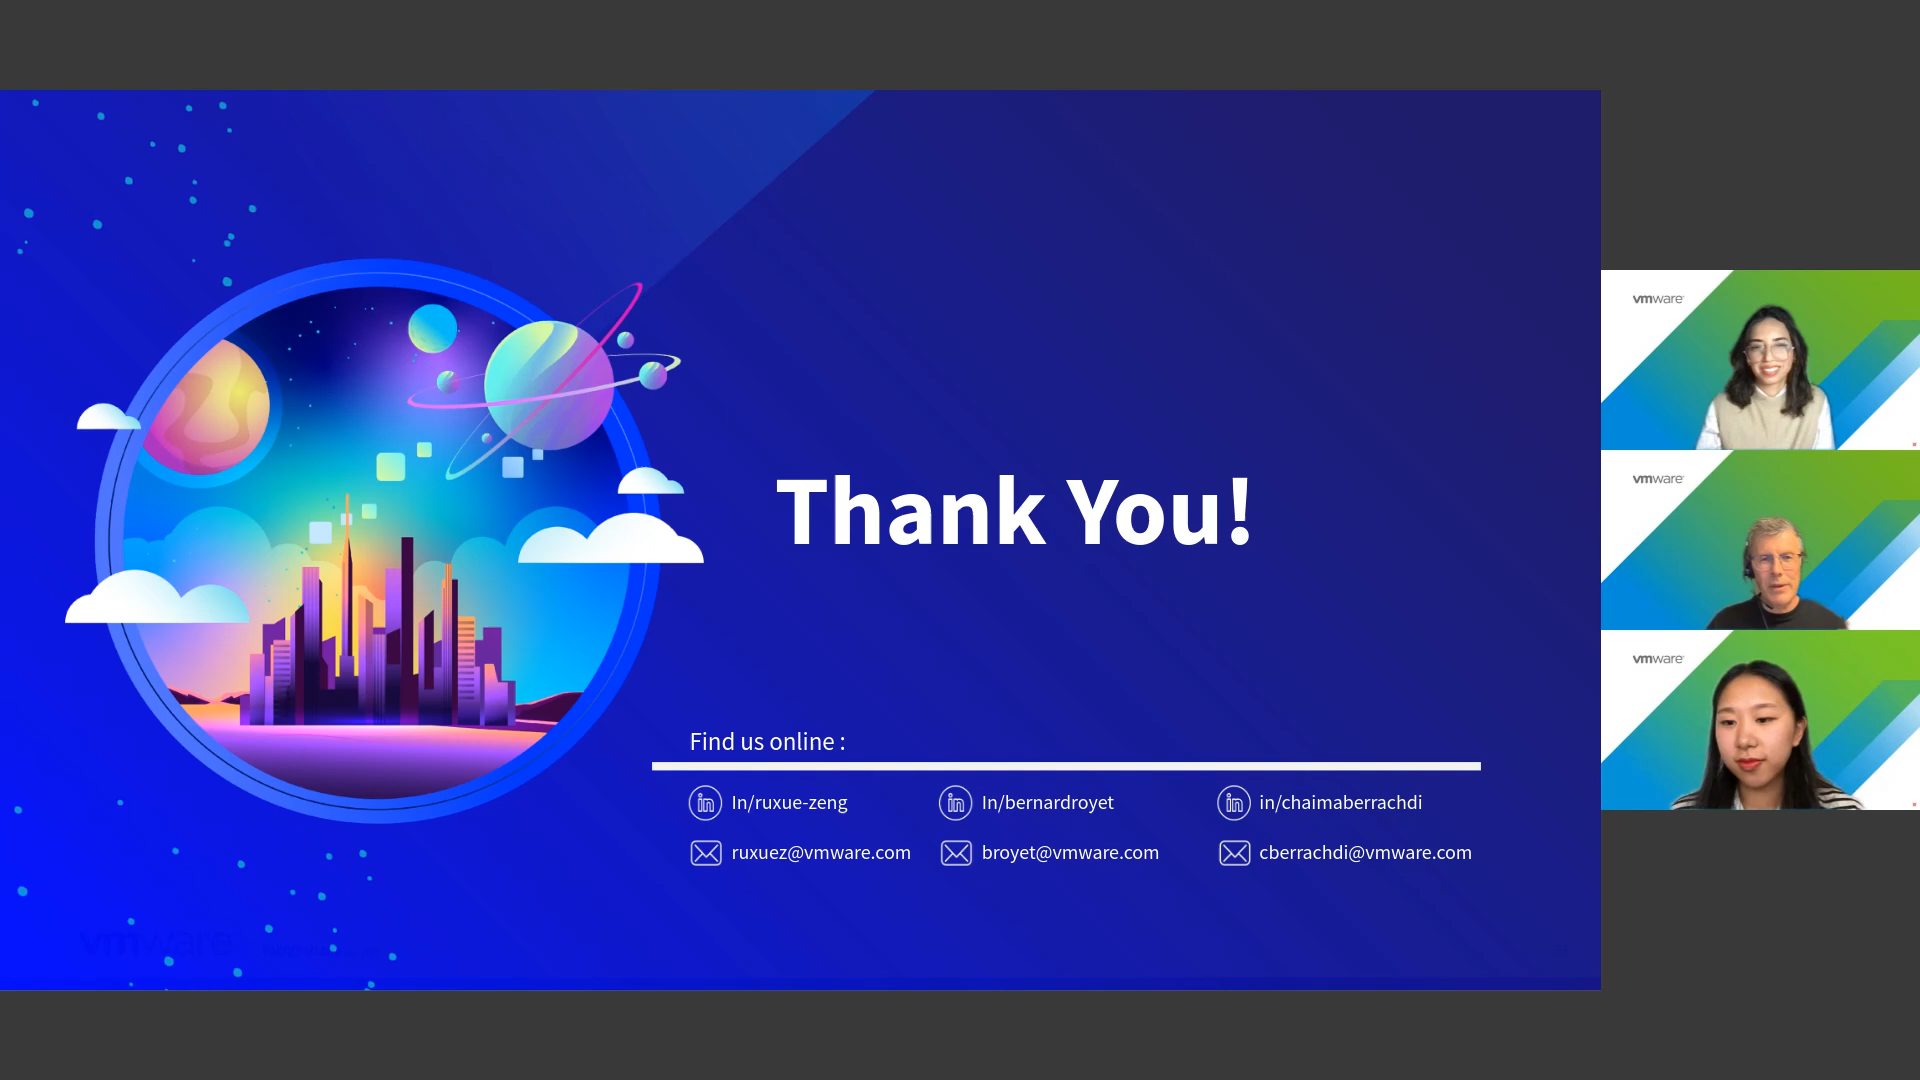 Thank You!
Find us online :
In/ruxue-zeng
In/bernardroyet
in/chaimaberrachdi
ruxuez@vmware.com
broyet@vmware.com
cberrachdi@vmware.com
vmware
vmware
vmware
vmware